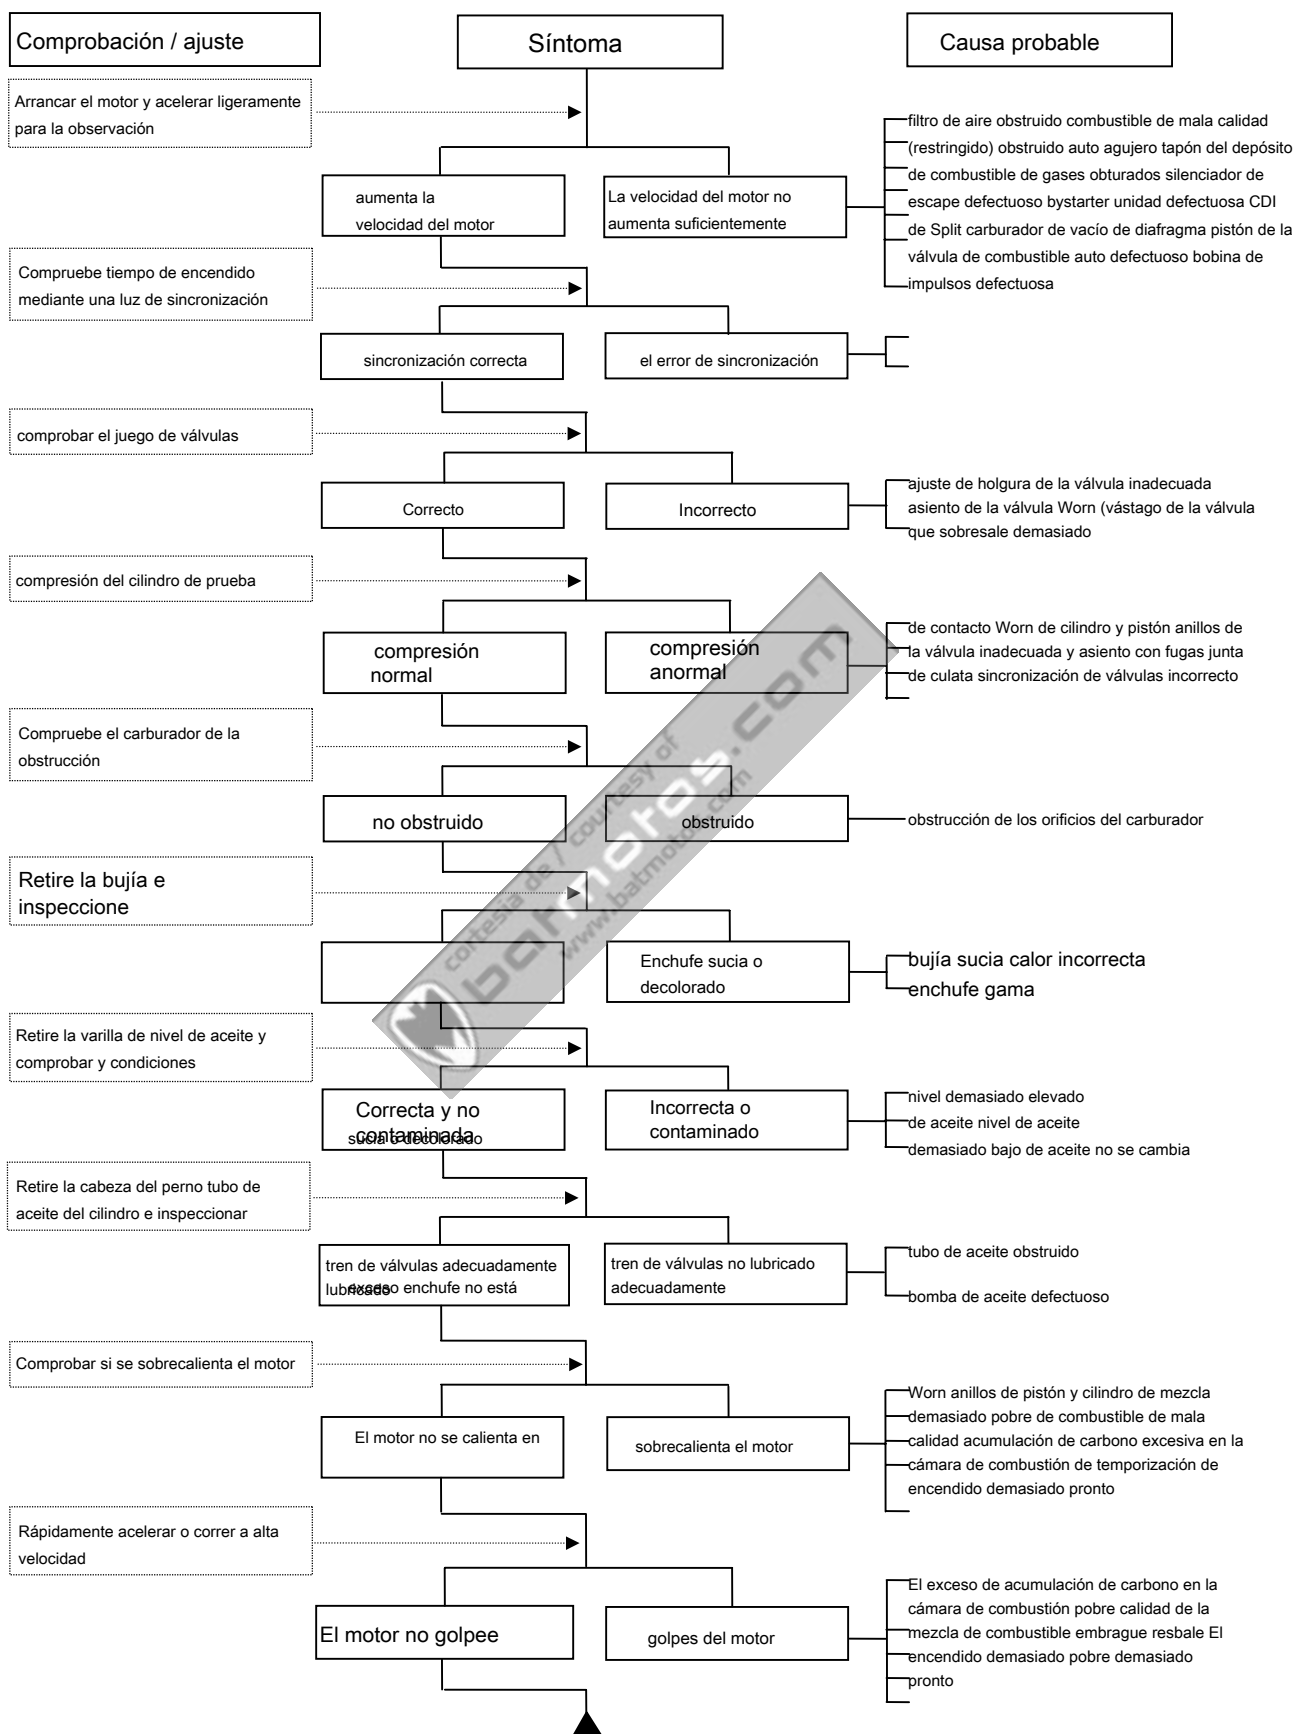 Comprobación / ajuste
Síntoma
Causa probable
Arrancar el motor y acelerar ligeramente
para la observación
filtro de aire obstruido combustible de mala calidad
(restringido) obstruido auto agujero tapón del depósito
de combustible de gases obturados silenciador de
escape defectuoso bystarter unidad defectuosa CDI
de Split carburador de vacío de diafragma pistón de la
válvula de combustible auto defectuoso bobina de
impulsos defectuosa
aumenta la
velocidad del motor
La velocidad del motor no
aumenta suficientemente
Compruebe tiempo de encendido
mediante una luz de sincronización
sincronización correcta
el error de sincronización
comprobar el juego de válvulas
Correcto
Incorrecto
ajuste de holgura de la válvula inadecuada
asiento de la válvula Worn (vástago de la válvula
que sobresale demasiado
compresión del cilindro de prueba
compresión
normal
compresión
anormal
de contacto Worn de cilindro y pistón anillos de
la válvula inadecuada y asiento con fugas junta
de culata sincronización de válvulas incorrecto
Compruebe el carburador de la
obstrucción
no obstruido
obstruido
obstrucción de los orificios del carburador
Retire la bujía e
inspeccione
Enchufe sucia o
decolorado
bujía sucia calor incorrecta
enchufe gama
Retire la varilla de nivel de aceite y
comprobar y condiciones
Correcta y no
contaminada
sucia o decolorado
Incorrecta o
contaminado
nivel demasiado elevado
de aceite nivel de aceite
demasiado bajo de aceite no se cambia
Retire la cabeza del perno tubo de
aceite del cilindro e inspeccionar
tren de válvulas adecuadamente
lubricado
exceso enchufe no está
tren de válvulas no lubricado
adecuadamente
tubo de aceite obstruido
bomba de aceite defectuoso
Comprobar si se sobrecalienta el motor
El motor no se calienta en
sobrecalienta el motor
Worn anillos de pistón y cilindro de mezcla
demasiado pobre de combustible de mala
calidad acumulación de carbono excesiva en la
cámara de combustión de temporización de
encendido demasiado pronto
Rápidamente acelerar o correr a alta
velocidad
El motor no golpee
golpes del motor
El exceso de acumulación de carbono en la
cámara de combustión pobre calidad de la
mezcla de combustible embrague resbale El
encendido demasiado pobre demasiado
pronto
cortesia de / courtesy of
batmotos.com
www.batmotos.com